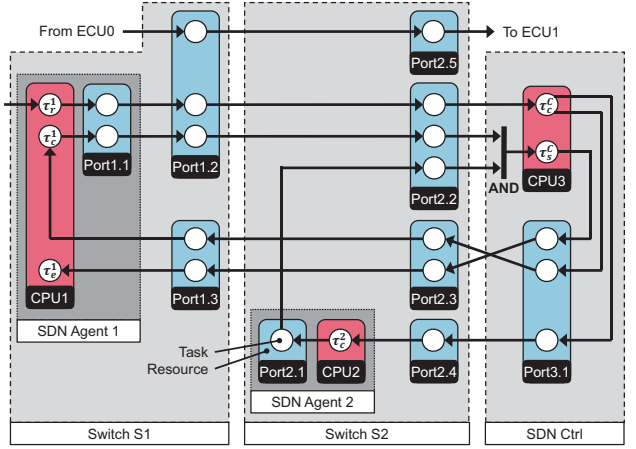 From ECU0
To ECU1
Port2.5
τ_r^1
τ_c^1
Port1.1
Port1.2
Port2.2
AND
τ_c^C
τ_s^C
CPU3
τ_e^1
CPU1
SDN Agent 1
Port1.3
Port2.3
Task
Resource
Port2.1
τ_c^2
CPU2
SDN Agent 2
Port2.4
Port3.1
Switch S1
Switch S2
SDN Ctrl